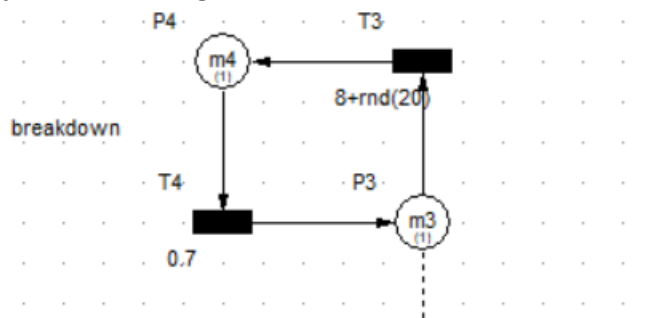 P4 T3
m4
(1)
8+rnd(20)
breakdown
T4 P3
m3
(1)
0.7